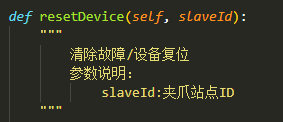 def resetDevice(self, slaveId):
"""
清除故障/设备复位
参数说明:
slaveId:夹爪站点ID
"""